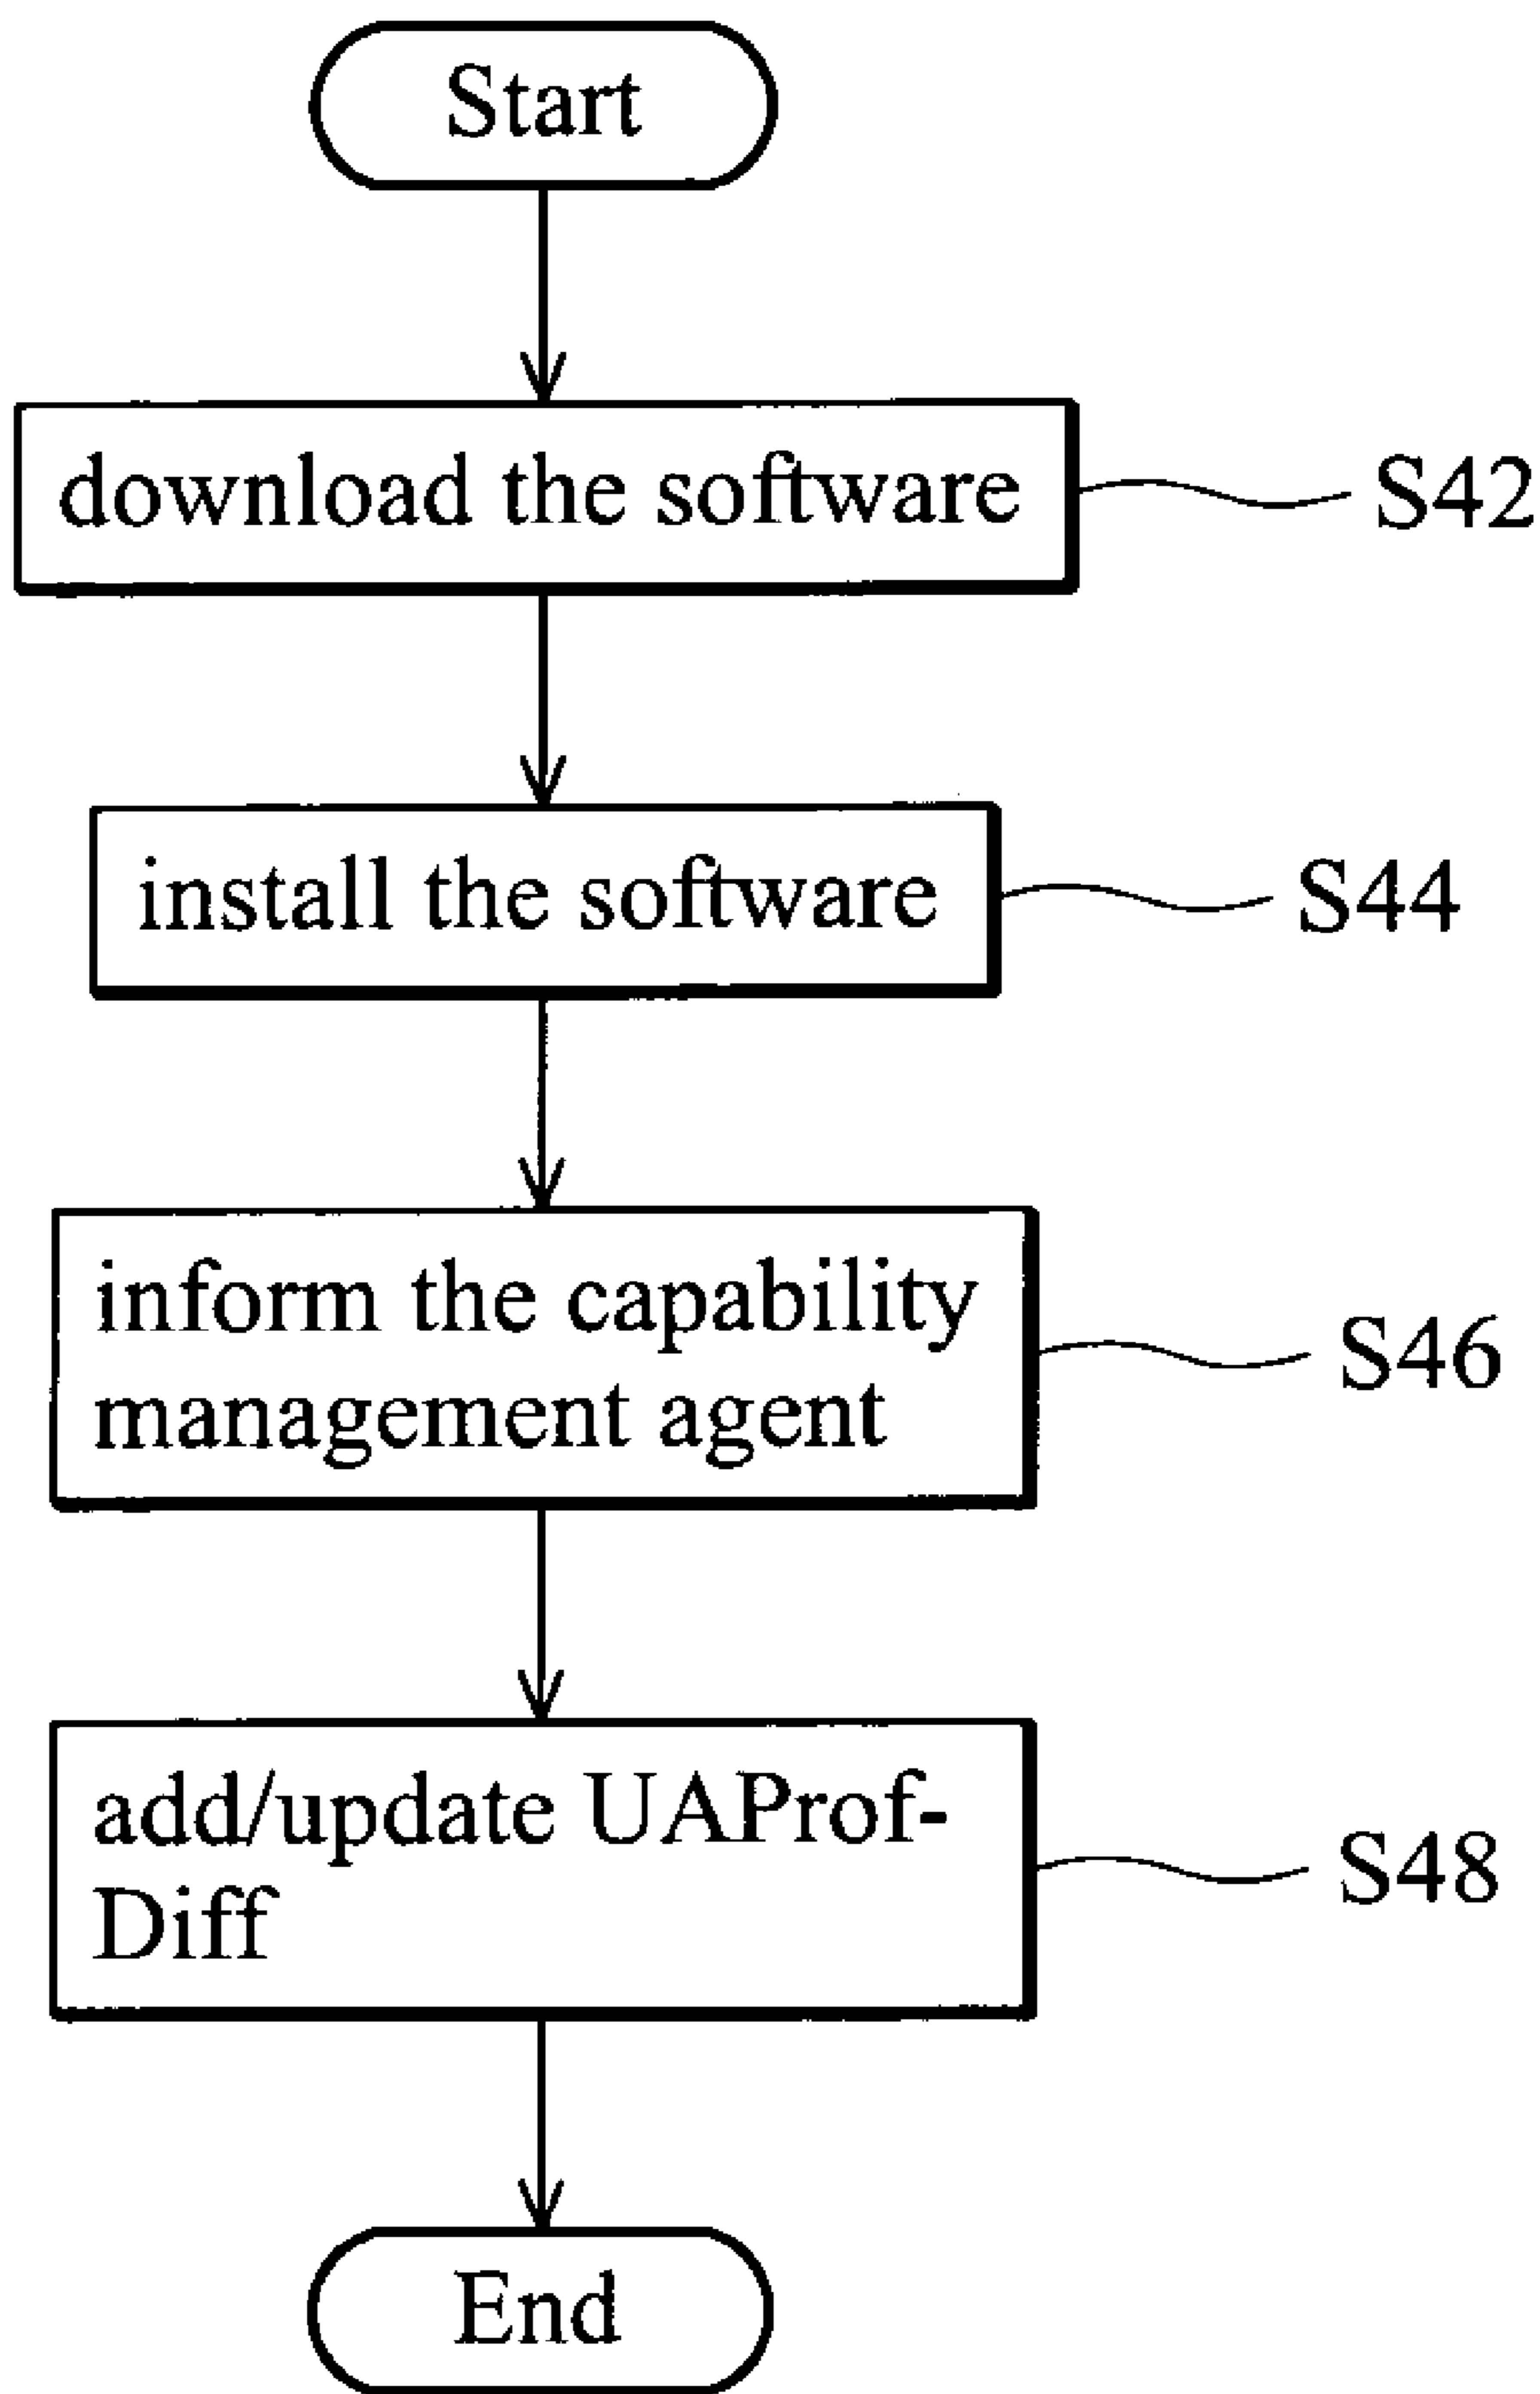 Start
download the software
S42
install the software
S44
inform the capability
management agent
S46
add/update UAProf-
Diff
S48
End